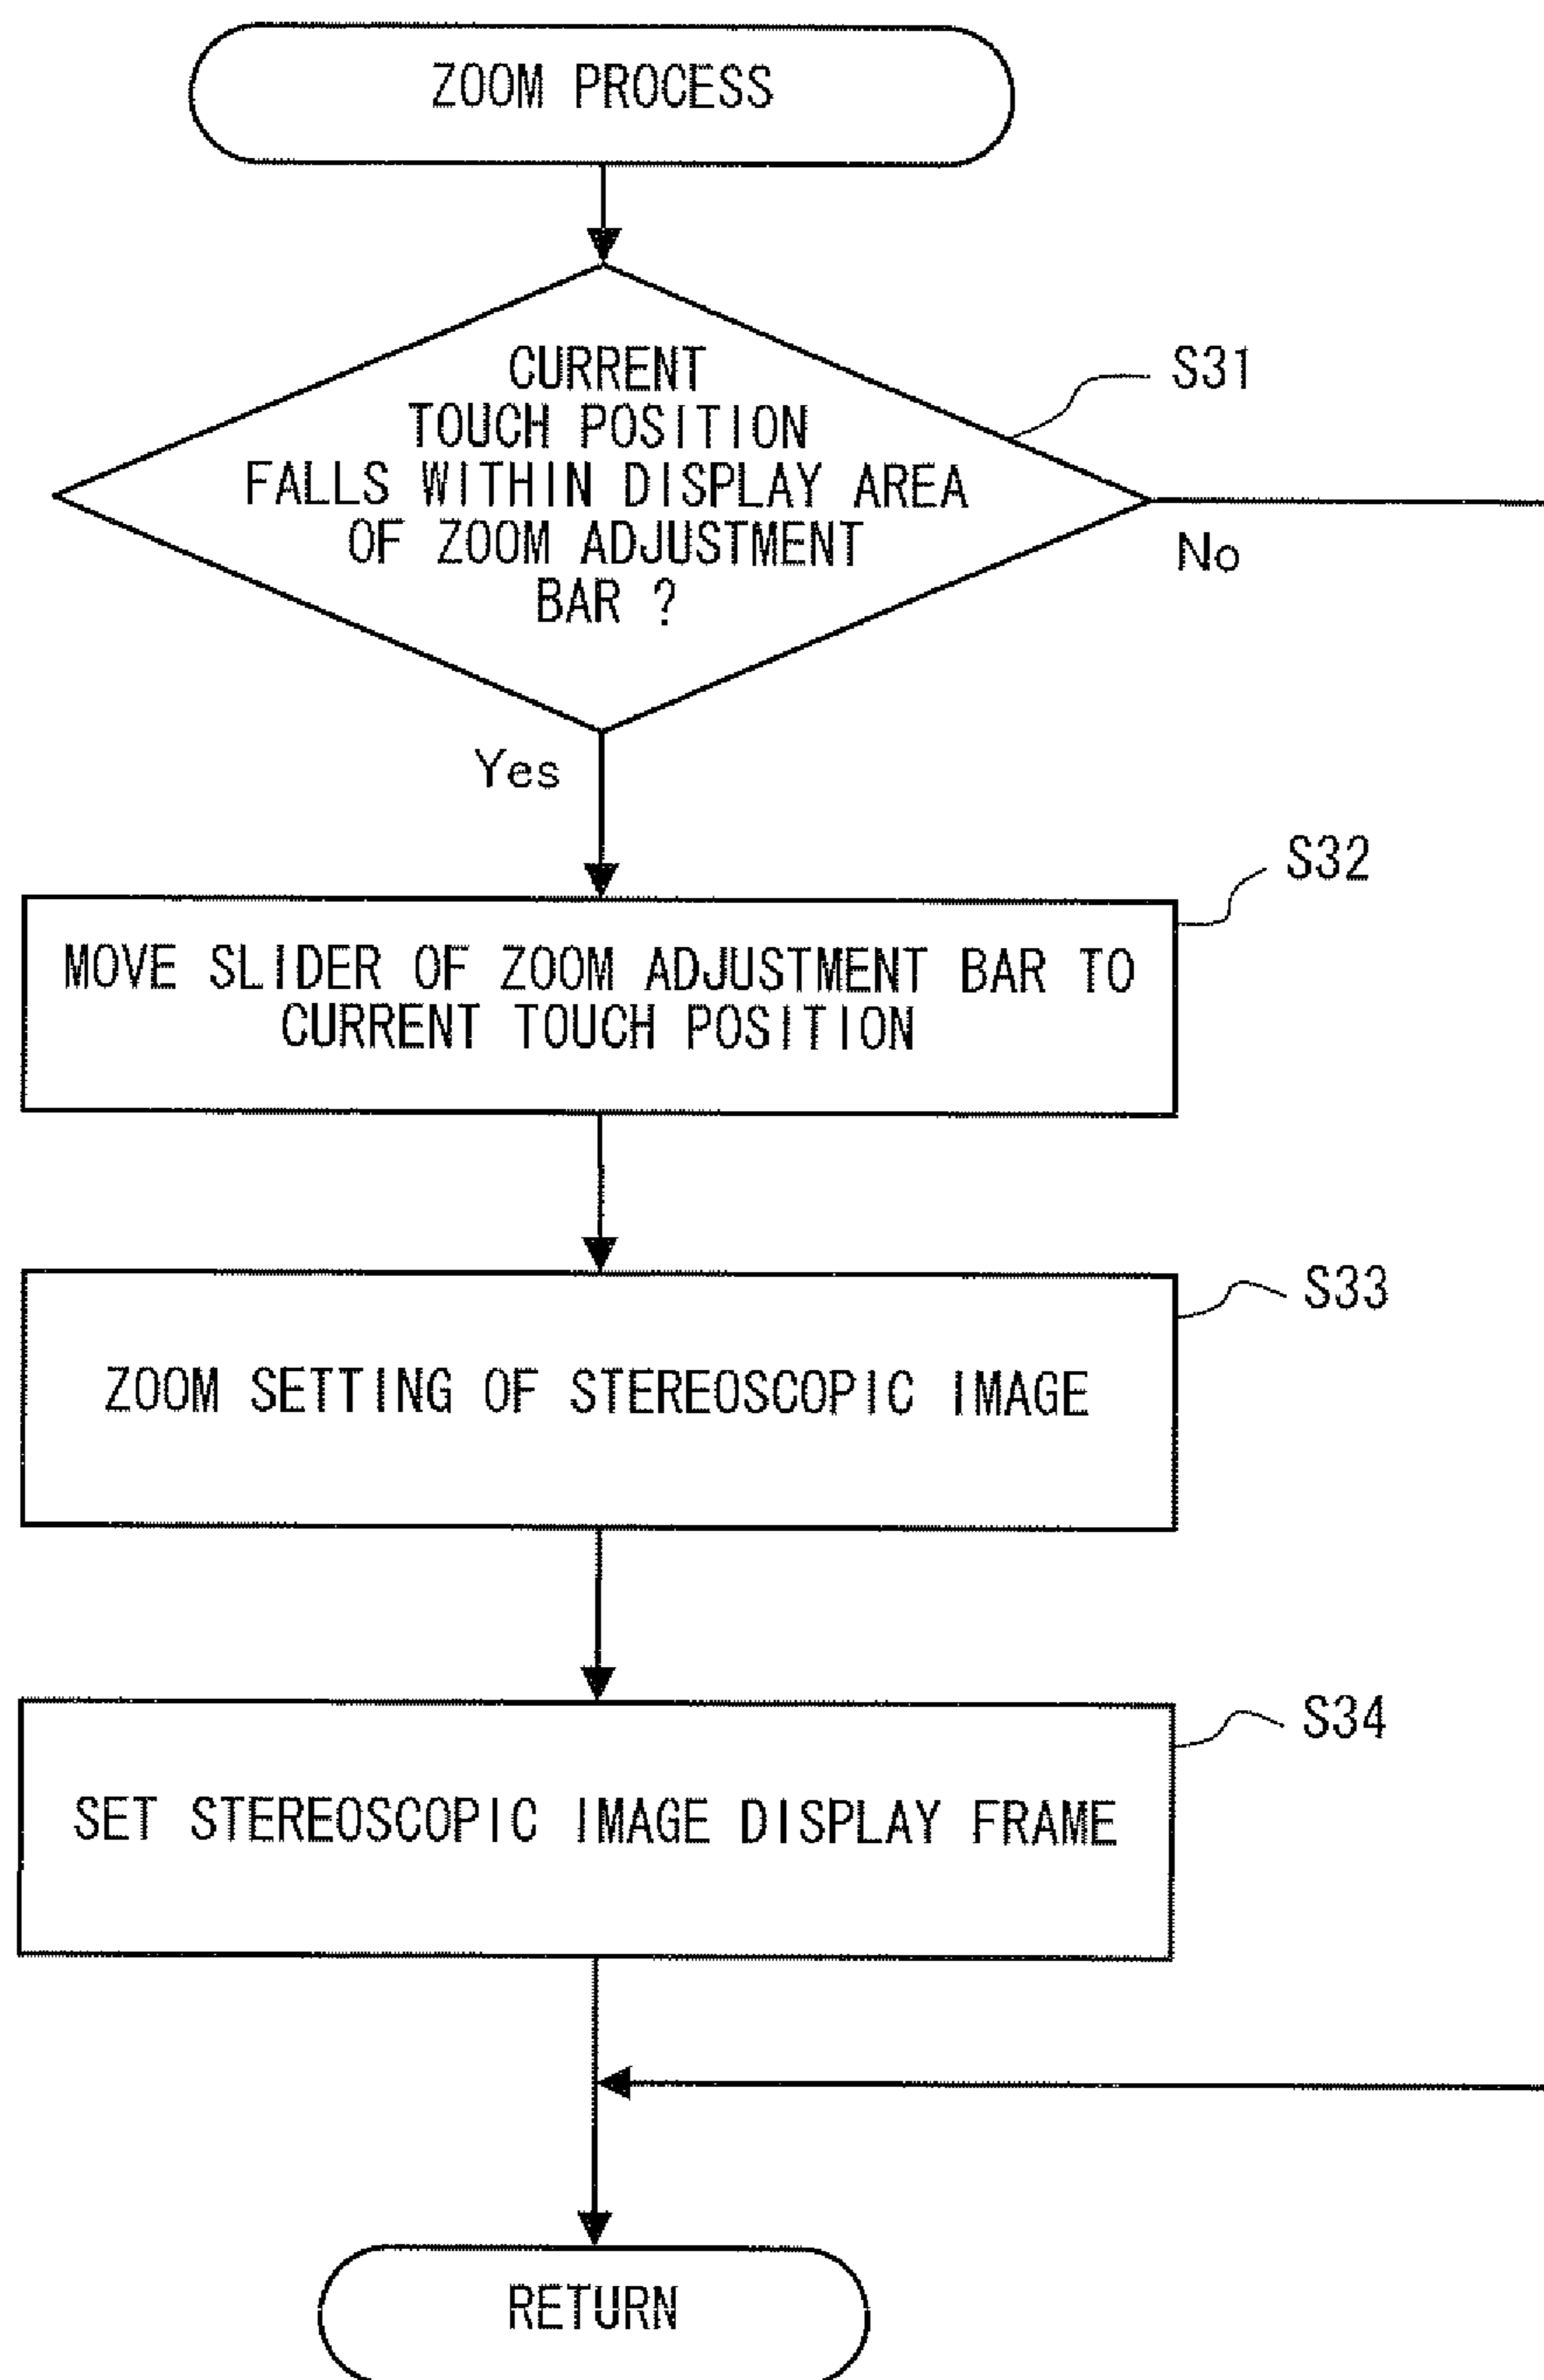 ZOOM PROCESS
CURRENT
TOUCH POSITION
FALLS WITHIN DISPLAY AREA
OF ZOOM ADJUSTMENT
BAR ?
S31
No
Yes
S32
MOVE SLIDER OF ZOOM ADJUSTMENT BAR TO
CURRENT TOUCH POSITION
S33
ZOOM SETTING OF STEREOSCOPIC IMAGE
S34
SET STEREOSCOPIC IMAGE DISPLAY FRAME
RETURN